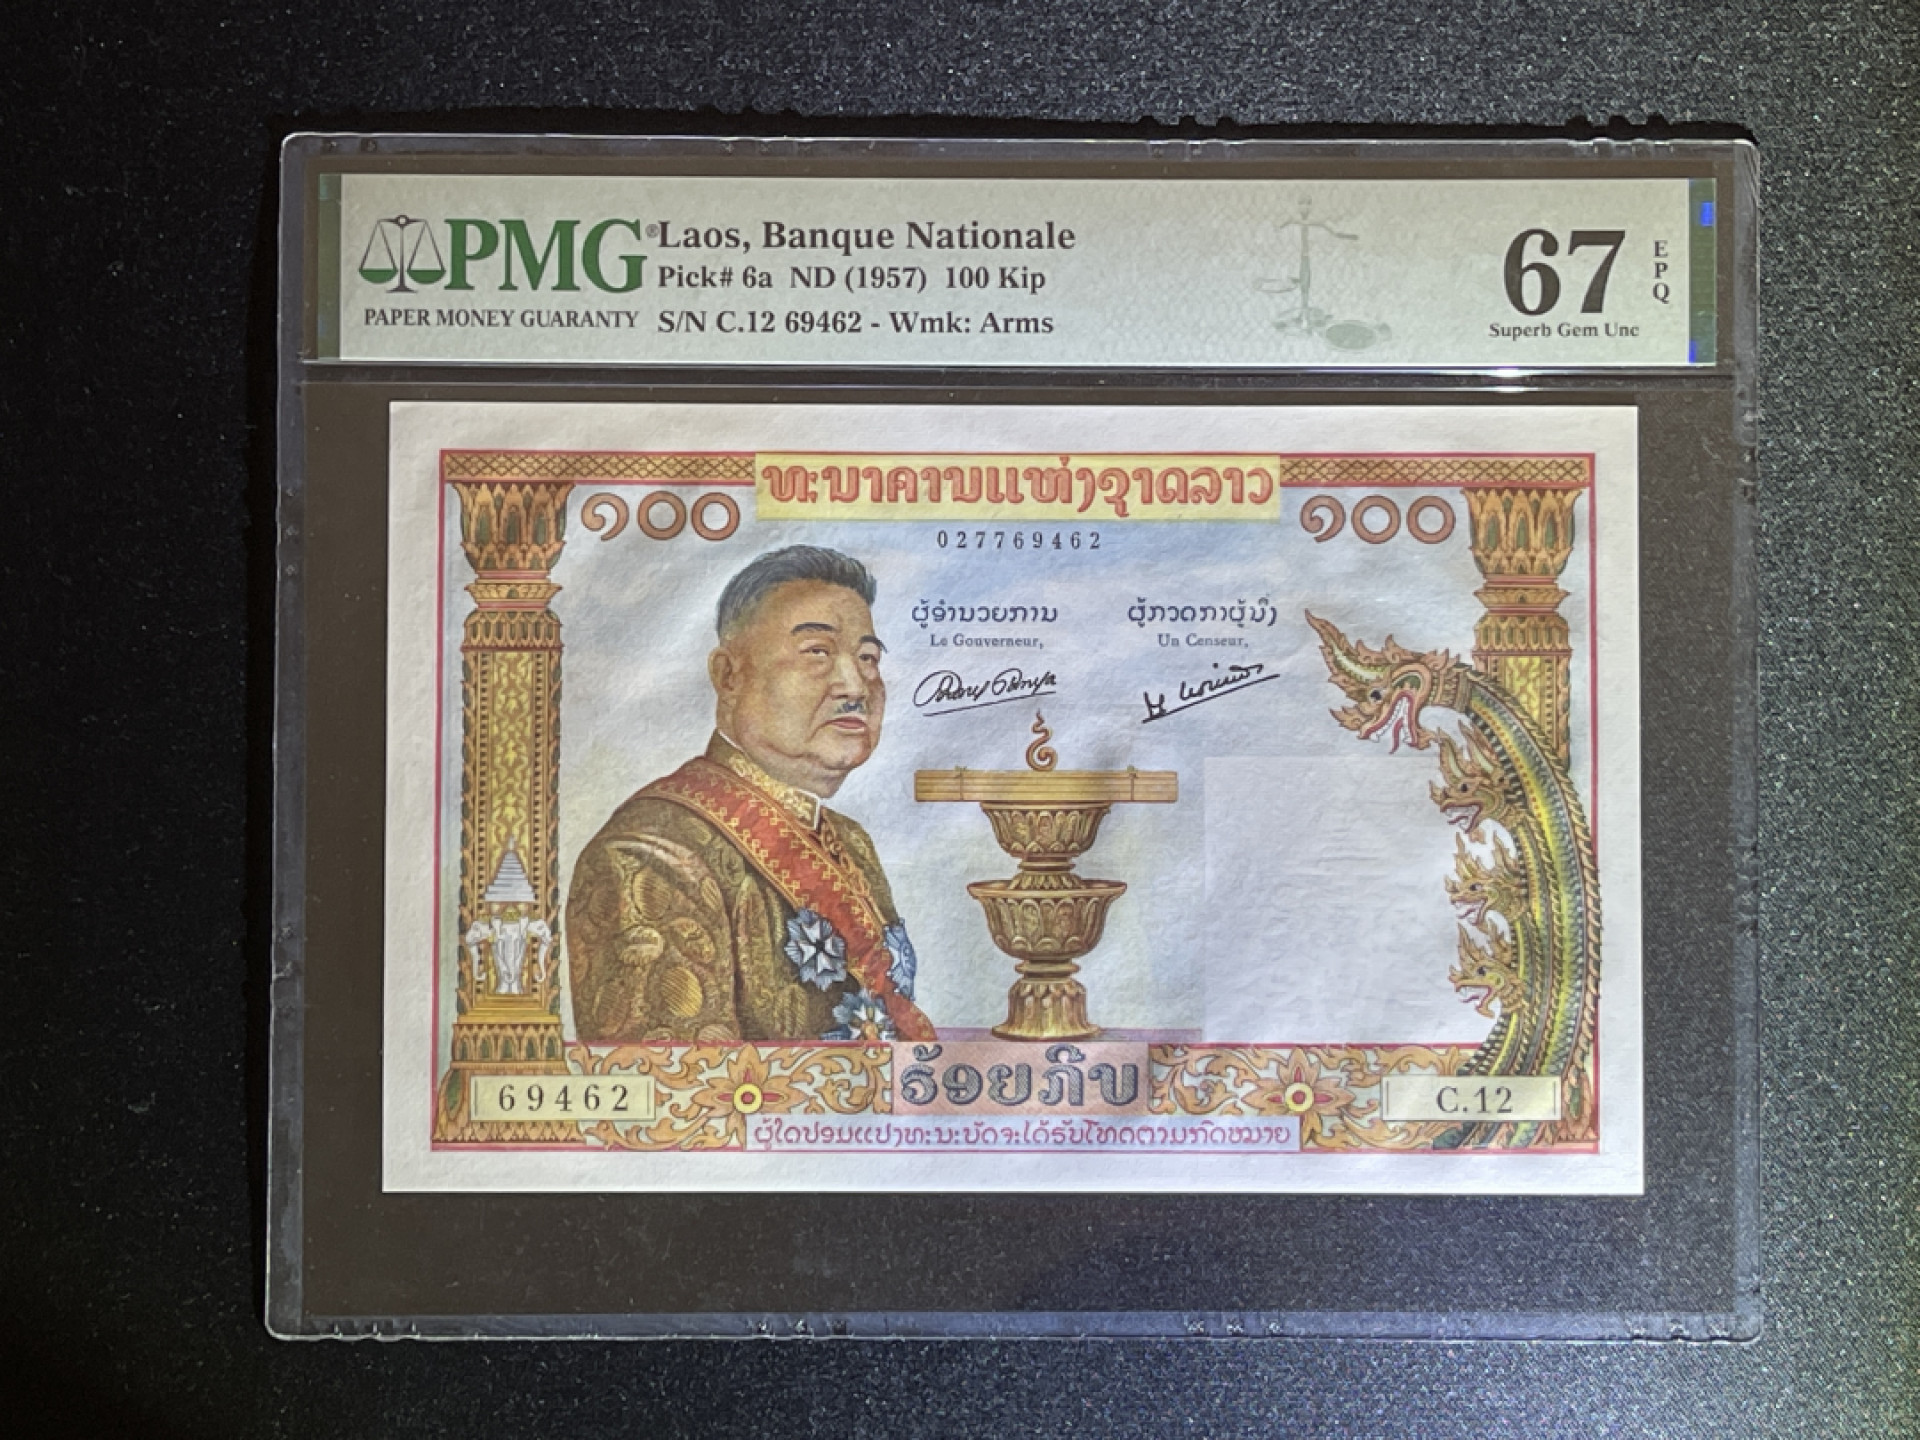 PMG®
PAPER MONEY GUARANTY
Laos, Banque Nationale
Pick# 6a ND (1957) 100 Kip
S/N C.12 69462 - Wmk: Arms
67
EPQ
Superb Gem Unc
ທະນາຄານແຫ່ງຊາດລາວ
໑໐໐
໑໐໐
027769462
ຜູ້ອໍານວຍການ
Le Gouverneur,
ຜູ້ກວດກາຜູ້ນຶ່ງ
Un Censeur,
ຮ້ອຍກີບ
69462
C.12
ຜູ້ໃດປອມແປງທະນະບັດຈະໄດ້ຮັບໂທດຕາມກົດໝາຍ